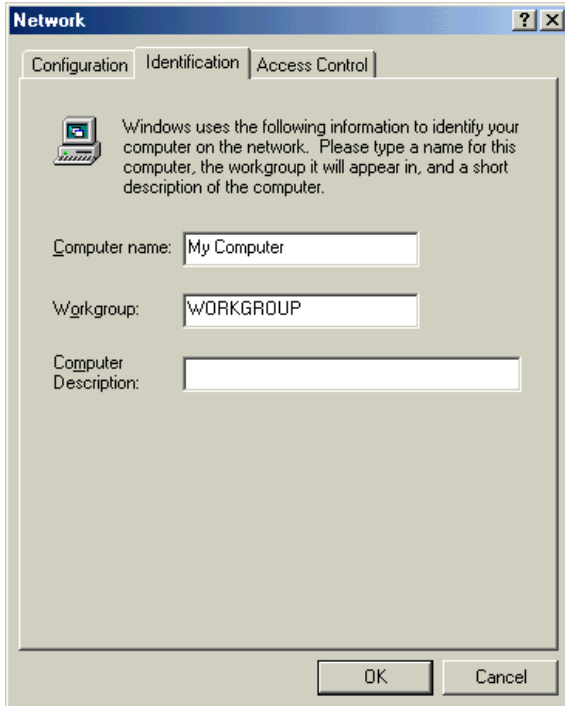 Network
Configuration Identification Access Control
Windows uses the following information to identify your
computer on the network. Please type a name for this
computer, the workgroup it will appear in, and a short
description of the computer.
Computer name: My Computer
Workgroup: WORKGROUP
Computer
Description:
OK Cancel